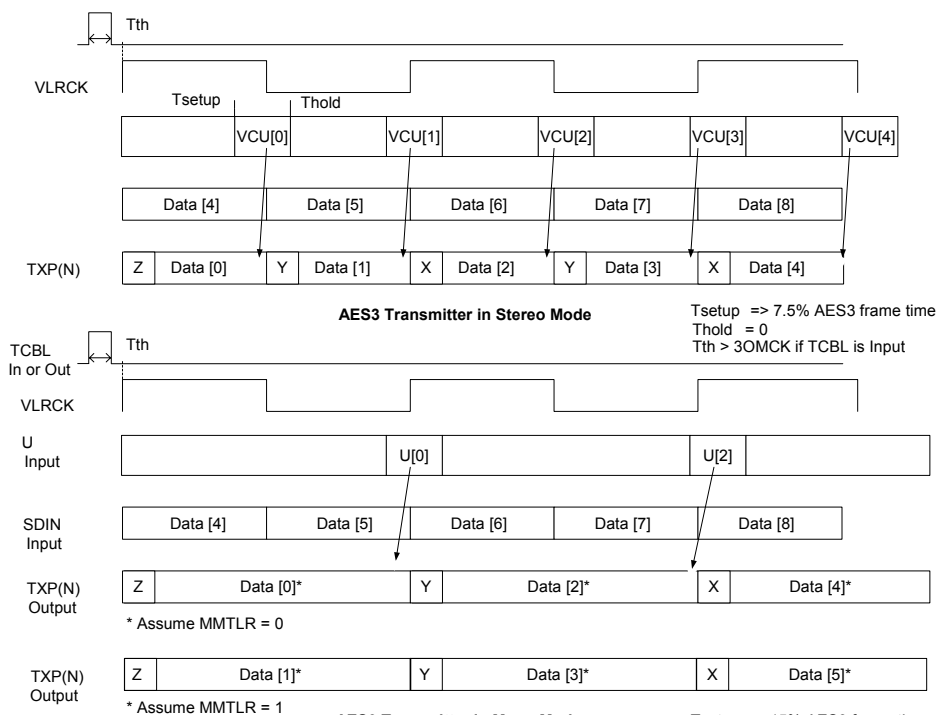 Tth
VLRCK
Tsetup Thold
VCU[0] VCU[1] VCU[2] VCU[3] VCU[4]
Data [4] Data [5] Data [6] Data [7] Data [8]
TXP(N) Z Data [0] Y Data [1] X Data [2] Y Data [3] X Data [4]
AES3 Transmitter in Stereo Mode
Tsetup => 7.5% AES3 frame time
Thold = 0
Tth > 3OMCK if TCBL is Input
TCBL
In or Out
Tth
VLRCK
U
Input
U[0] U[2]
SDIN
Input
Data [4] Data [5] Data [6] Data [7] Data [8]
TXP(N)
Output
Z Data [0]* Y Data [2]* X Data [4]*
* Assume MMTLR = 0
TXP(N)
Output
Z Data [1]* Y Data [3]* X Data [5]*
* Assume MMTLR = 1